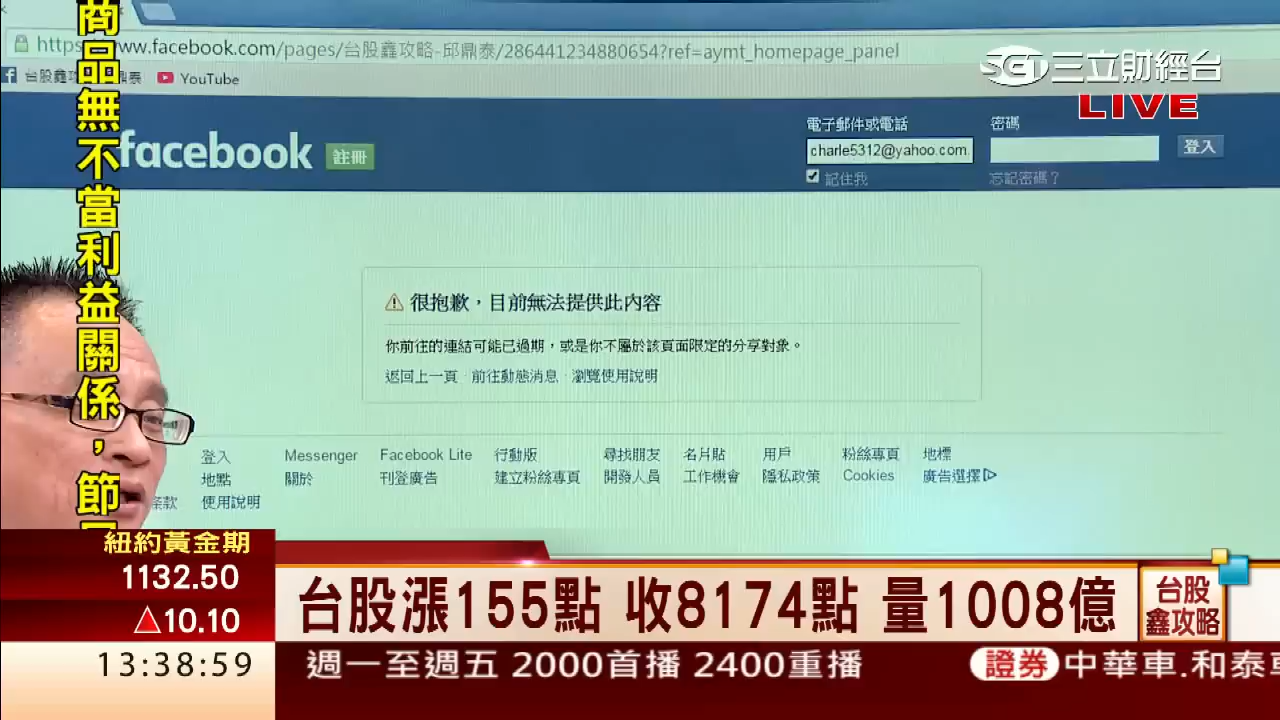 商品無不當利益關係，節
https www.facebook.com/pages/台股鑫攻略-邱鼎泰/286441234880654?ref=aymt_homepage_panel
台股鑫攻 鼎泰 YouTube
三立財經台
LIVE
facebook 註冊
電子郵件或電話 密碼
charle5312@yahoo.com. 登入
記住我 忘記密碼？
很抱歉，目前無法提供此內容
你前往的連結可能已過期，或是你不屬於該頁面限定的分享對象。
返回上一頁 · 前往動態消息 · 瀏覽使用說明
登入 Messenger Facebook Lite 行動版 尋找朋友 名片貼 用戶 粉絲專頁 地標
地點 關於 刊登廣告 建立粉絲專頁 開發人員 工作機會 隱私政策 Cookies 廣告選擇
條款 使用說明
紐約黃金期
1132.50
△10.10
13:38:59
台股漲155點 收8174點 量1008億
台股
鑫攻略
週一至週五 2000首播 2400重播 證券 中華車.和泰車